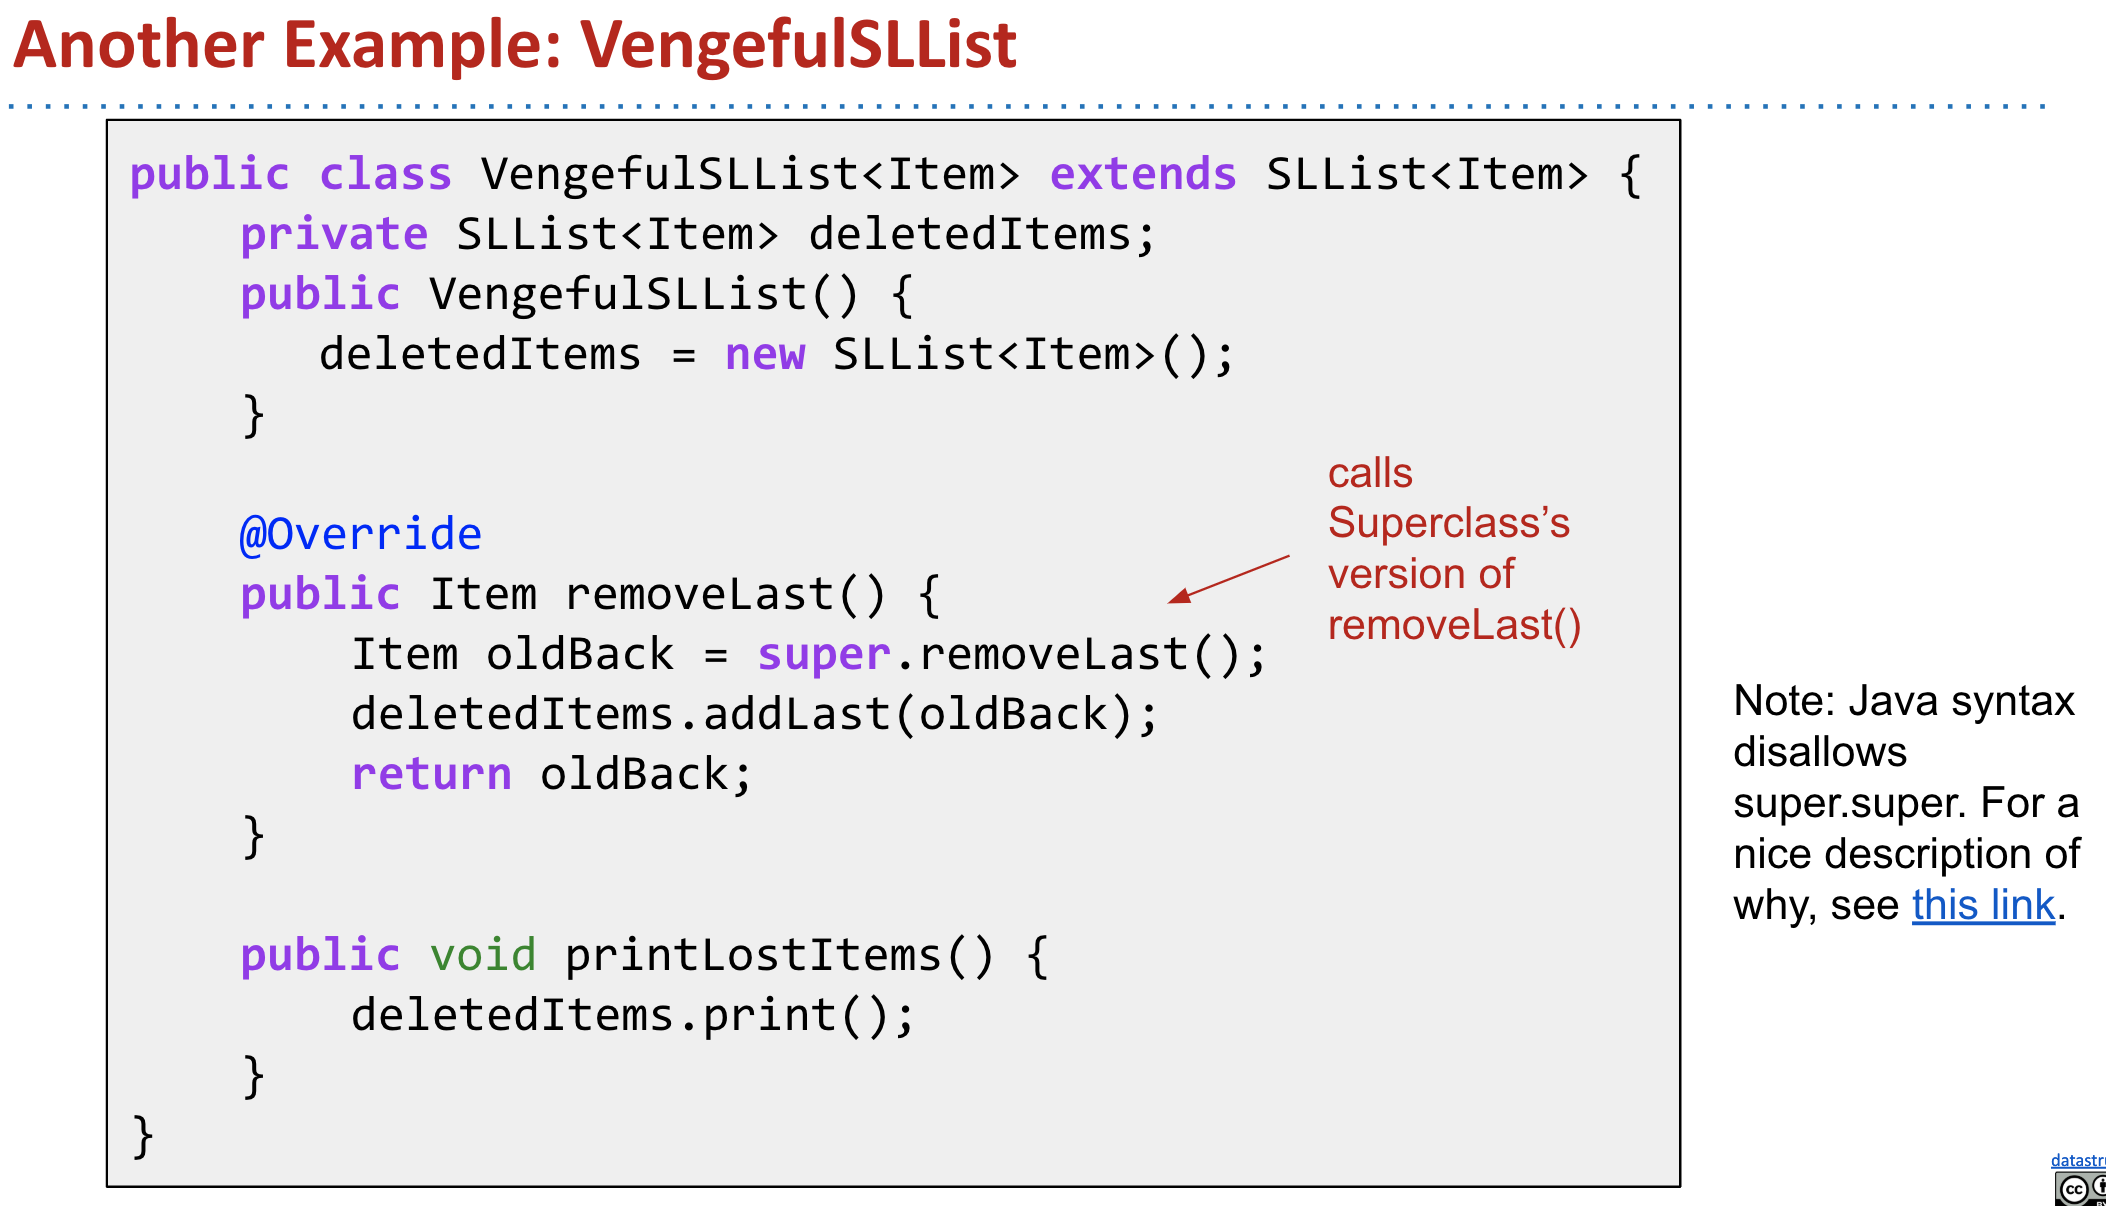 Another Example: VengefulSLList
public class VengefulSLList<Item> extends SLList<Item> {
private SLList<Item> deletedItems;
public VengefulSLList() {
deletedItems = new SLList<Item>();
}
@Override
public Item removeLast() {
Item oldBack = super.removeLast();
deletedItems.addLast(oldBack);
return oldBack;
}
public void printLostItems() {
deletedItems.print();
}
}
calls
Superclass’s
version of
removeLast()
Note: Java syntax
disallows
super.super. For a
nice description of
why, see this link.
cc